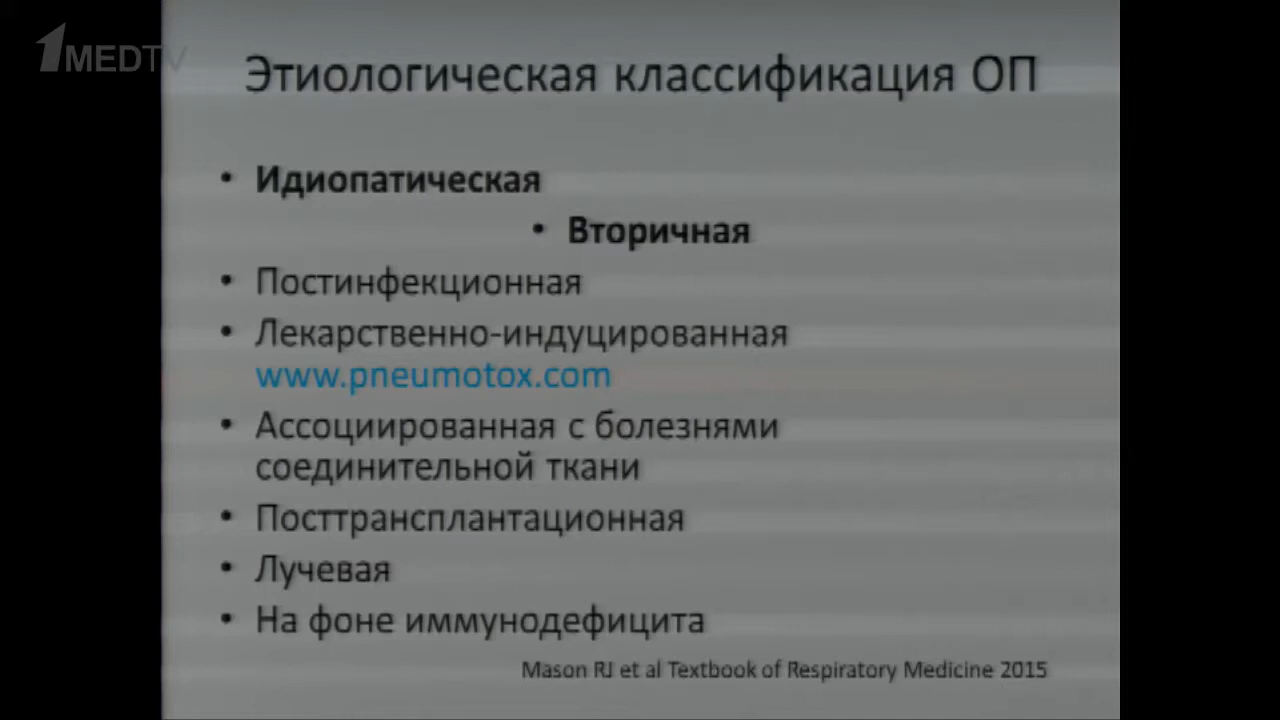 1MEDTV
Этиологическая классификация ОП
• Идиопатическая
• Вторичная
• Постинфекционная
• Лекарственно-индуцированная
www.pneumotox.com
• Ассоциированная с болезнями
соединительной ткани
• Посттрансплантационная
• Лучевая
• На фоне иммунодефицита
Mason RJ et al Textbook of Respiratory Medicine 2015